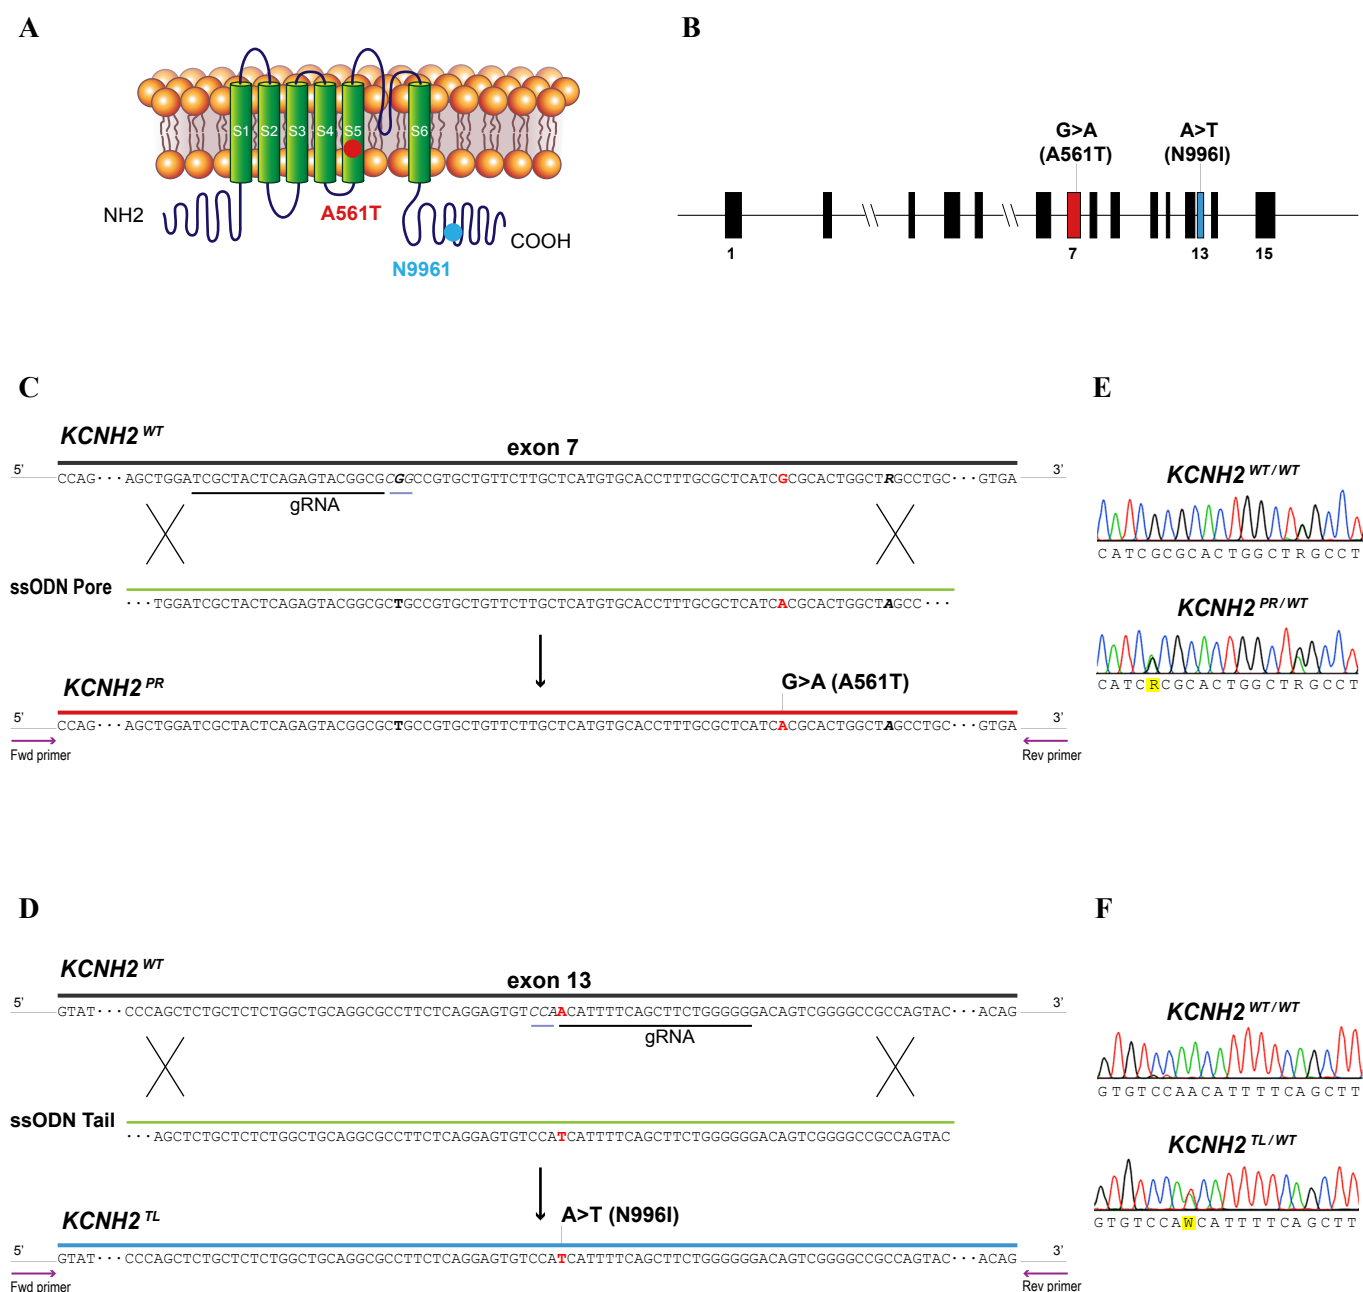 A
S1 S2 S3 S4 S5 S6
NH2
A561T
COOH
N9961
B
G>A
(A561T)
A>T
(N996I)
1 7 13 15
C
KCNH2 WT
exon 7
5'
3'
CCAG···AGCTGGATCGCTACTCAGAGTACGGCGCGGCCGTGCTGTTCTTGCTCATGTGCACCTTTGCGCTCATCGCGCACTGGCTRGCCTGC···GTGA
gRNA
ssODN Pore
···TGGATCGCTACTCAGAGTACGGCGCTGCCGTGCTGTTCTTGCTCATGTGCACCTTTGCGCTCATCACGCACTGGCTAGCC···
KCNH2 PR
G>A (A561T)
5'
3'
CCAG···AGCTGGATCGCTACTCAGAGTACGGCGCTGCCGTGCTGTTCTTGCTCATGTGCACCTTTGCGCTCATCACGCACTGGCTAGCCTGC···GTGA
Fwd primer
Rev primer
E
KCNH2 WT/WT
CATCGCGCACTGGCTRGCCT
KCNH2 PR/WT
CATCRCGCACTGGCTRGCCT
D
KCNH2 WT
exon 13
5'
3'
GTAT···CCCAGCTCTGCTCTCTGGCTGCAGGCGCCTTCTCAGGAGTGTCCAACATTTTCAGCTTCTGGGGGGACAGTCGGGGCCGCCAGTAC···ACAG
gRNA
ssODN Tail
···AGCTCTGCTCTCTGGCTGCAGGCGCCTTCTCAGGAGTGTCCATCATTTTCAGCTTCTGGGGGGACAGTCGGGGCCGCCAGTAC
KCNH2 TL
A>T (N996I)
5'
3'
GTAT···CCCAGCTCTGCTCTCTGGCTGCAGGCGCCTTCTCAGGAGTGTCCATCATTTTCAGCTTCTGGGGGGACAGTCGGGGCCGCCAGTAC···ACAG
Fwd primer
Rev primer
F
KCNH2 WT/WT
GTGTCCAACATTTTCAGCTT
KCNH2 TL/WT
GTGTCCAWCATTTTCAGCTT